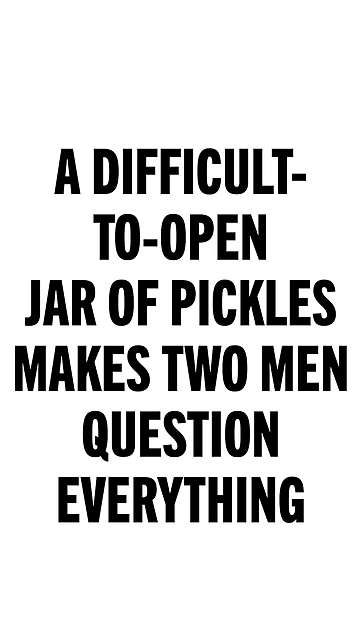 A DIFFICULT-
TO-OPEN
JAR OF PICKLES
MAKES TWO MEN
QUESTION
EVERYTHING